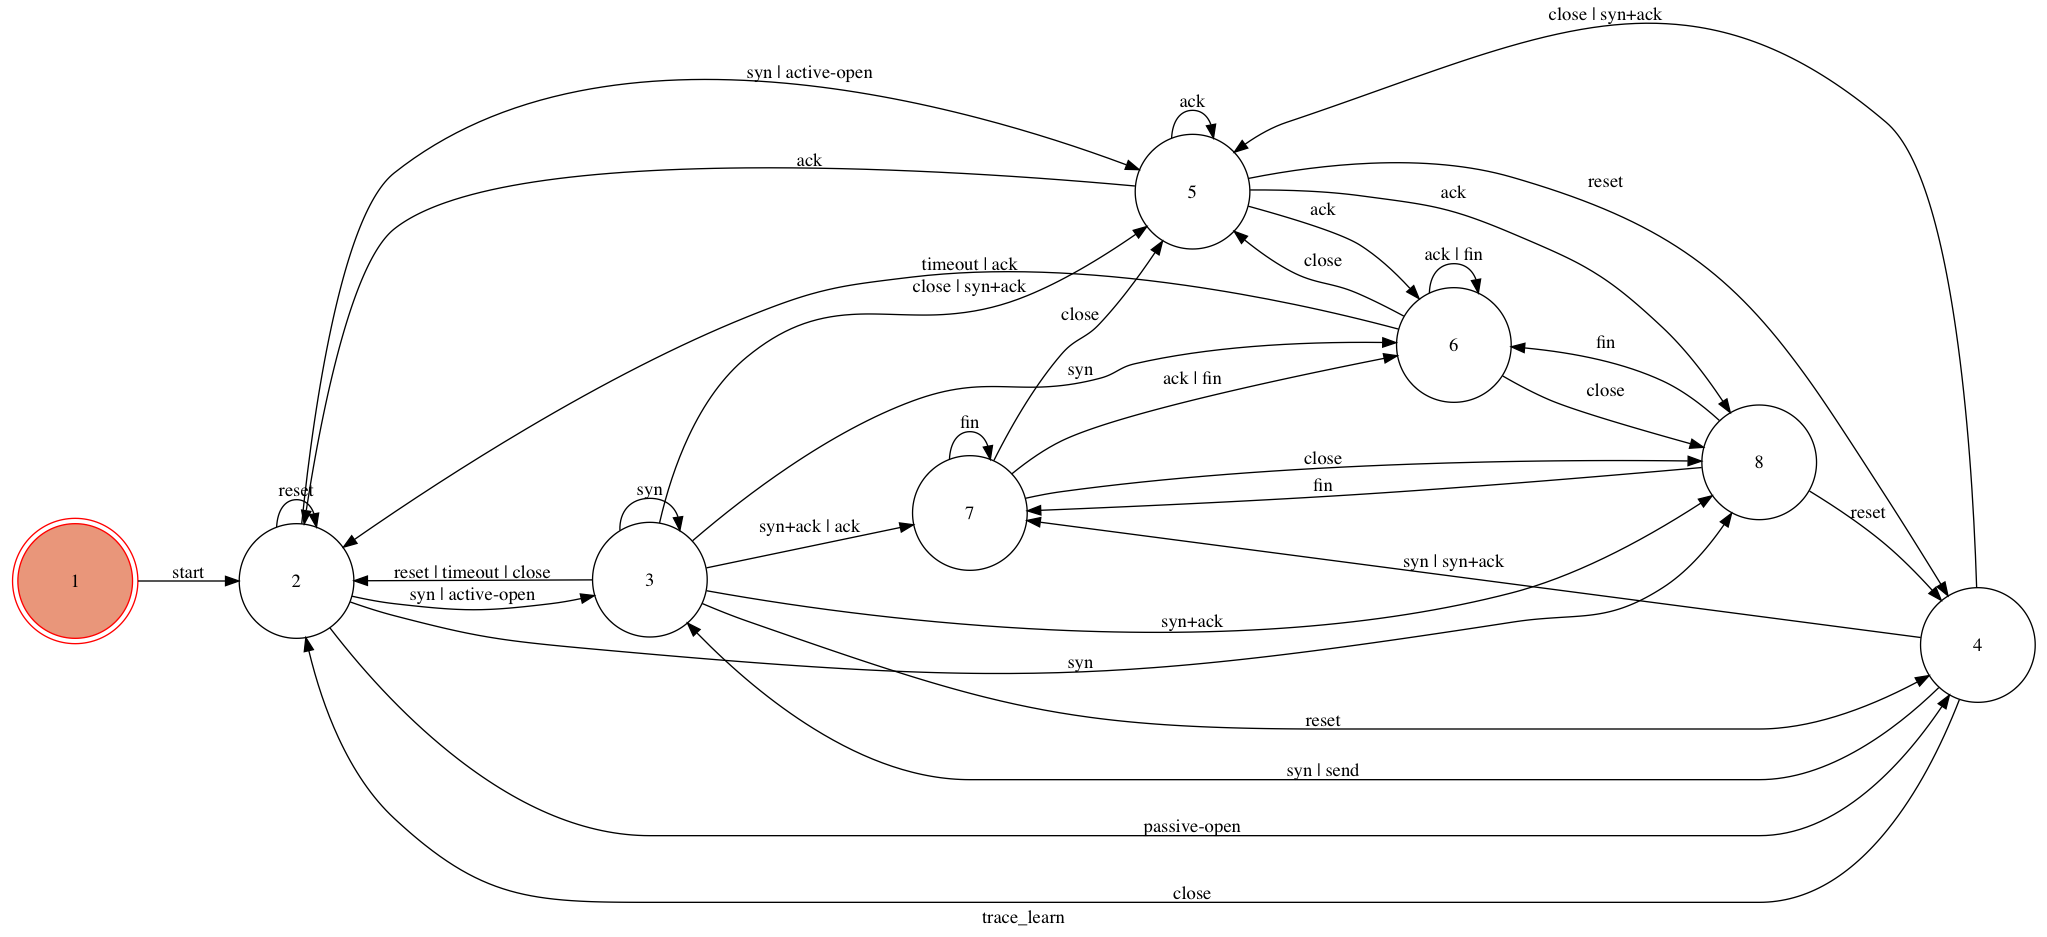 close | syn+ack
syn | active-open
ack
ack
reset
5
ack
ack
ack | fin
close
timeout | ack
close | syn+ack
close
fin
6
syn
ack | fin
close
fin
close
8
reset
syn
fin
7
reset
syn+ack | ack
syn | syn+ack
start
reset | timeout | close
1
2
3
syn | active-open
syn+ack
4
syn
reset
syn | send
passive-open
close
trace_learn